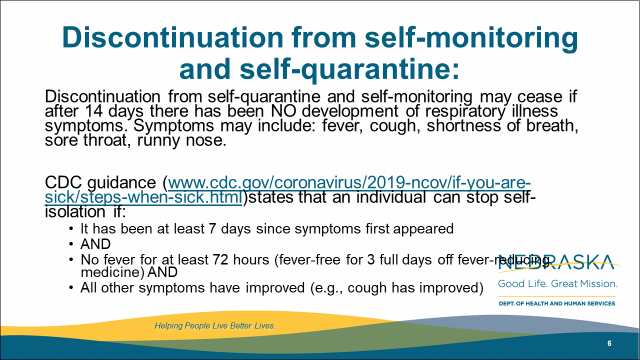 Discontinuation from self-monitoring
and self-quarantine:
Discontinuation from self-quarantine and self-monitoring may cease if
after 14 days there has been NO development of respiratory illness
symptoms. Symptoms may include: fever, cough, shortness of breath,
sore throat, runny nose.
CDC guidance (www.cdc.gov/coronavirus/2019-ncov/if-you-are-
sick/steps-when-sick.html)states that an individual can stop self-
isolation if:
• It has been at least 7 days since symptoms first appeared
• AND
• No fever for at least 72 hours (fever-free for 3 full days off fever-reducing
medicine) AND
• All other symptoms have improved (e.g., cough has improved)
NEBRASKA
Good Life. Great Mission.
DEPT. OF HEALTH AND HUMAN SERVICES
Helping People Live Better Lives.
6